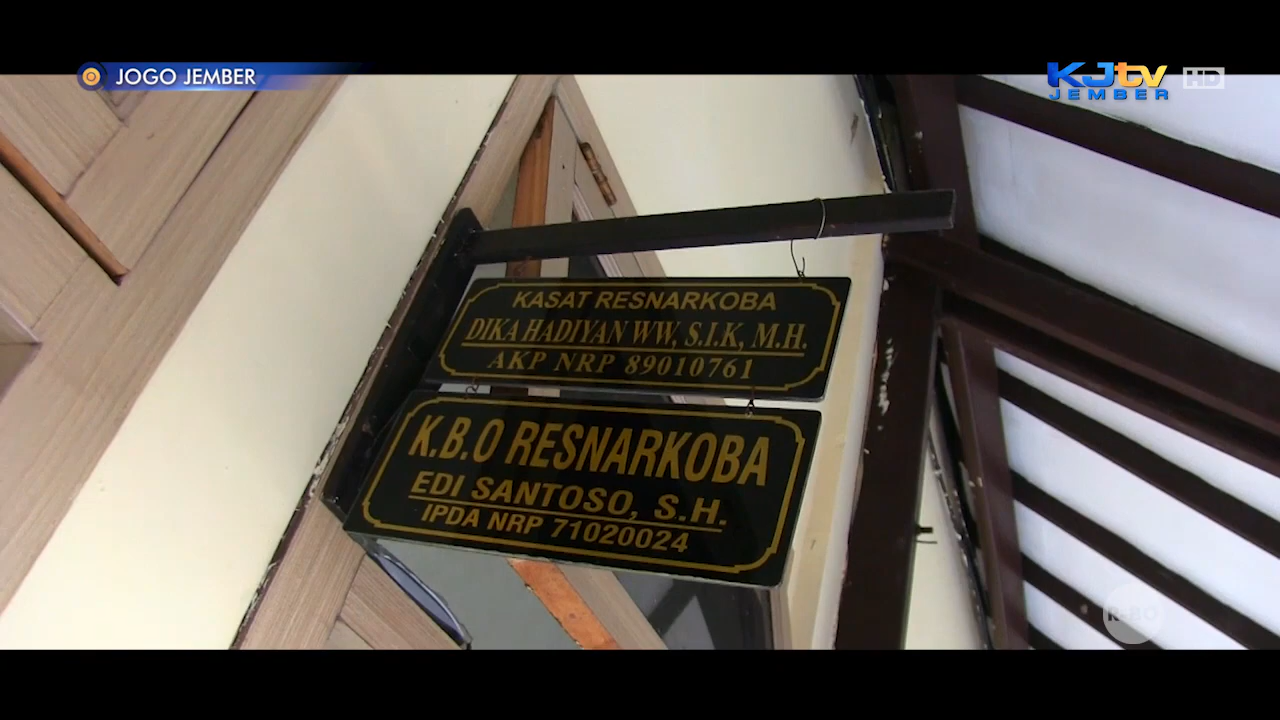 JOGO JEMBER
KJtv HD
JEMBER
KASAT RESNARKOBA
DIKA HADIYAN WW, S.I.K, M.H.
AKP NRP 89010761
K.B.O RESNARKOBA
EDI SANTOSO, S.H.
IPDA NRP 71020024